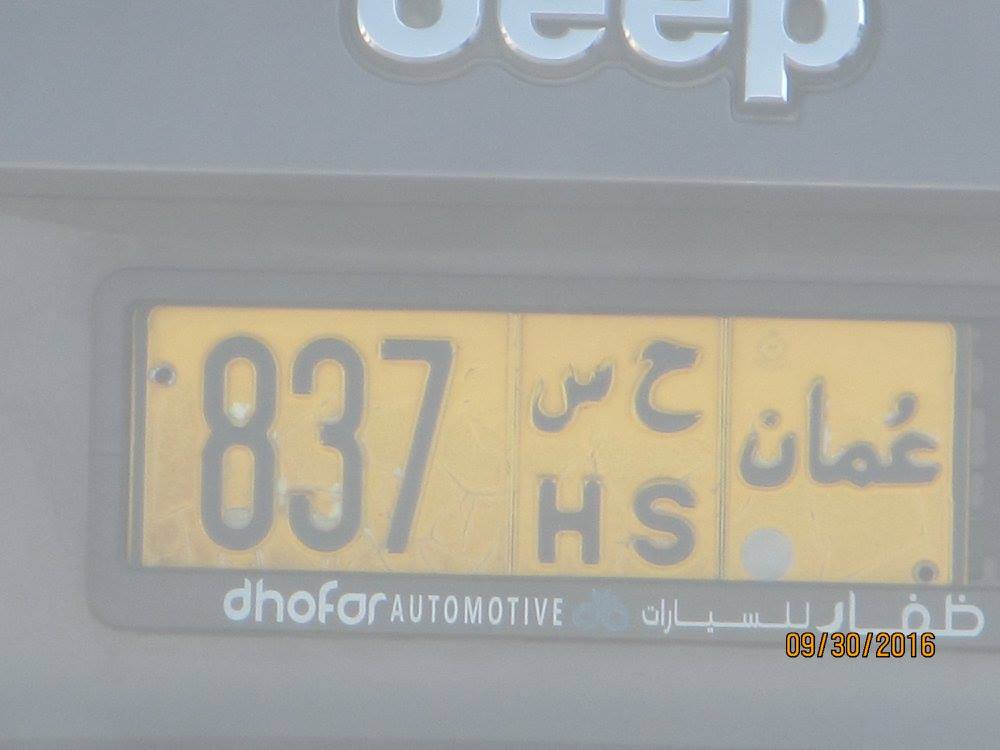 Jeep
837 ح س عُمان
HS
dhofar AUTOMOTIVE ظفار للسيارات
09/30/2016